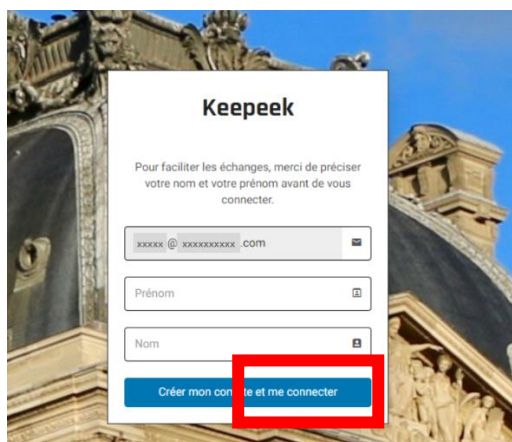 Keepeek
Pour faciliter les échanges, merci de préciser
votre nom et votre prénom avant de vous
connecter.
xxxxx @ xxxxxxxxxx .com
Prénom
Nom
Créer mon compte et me connecter